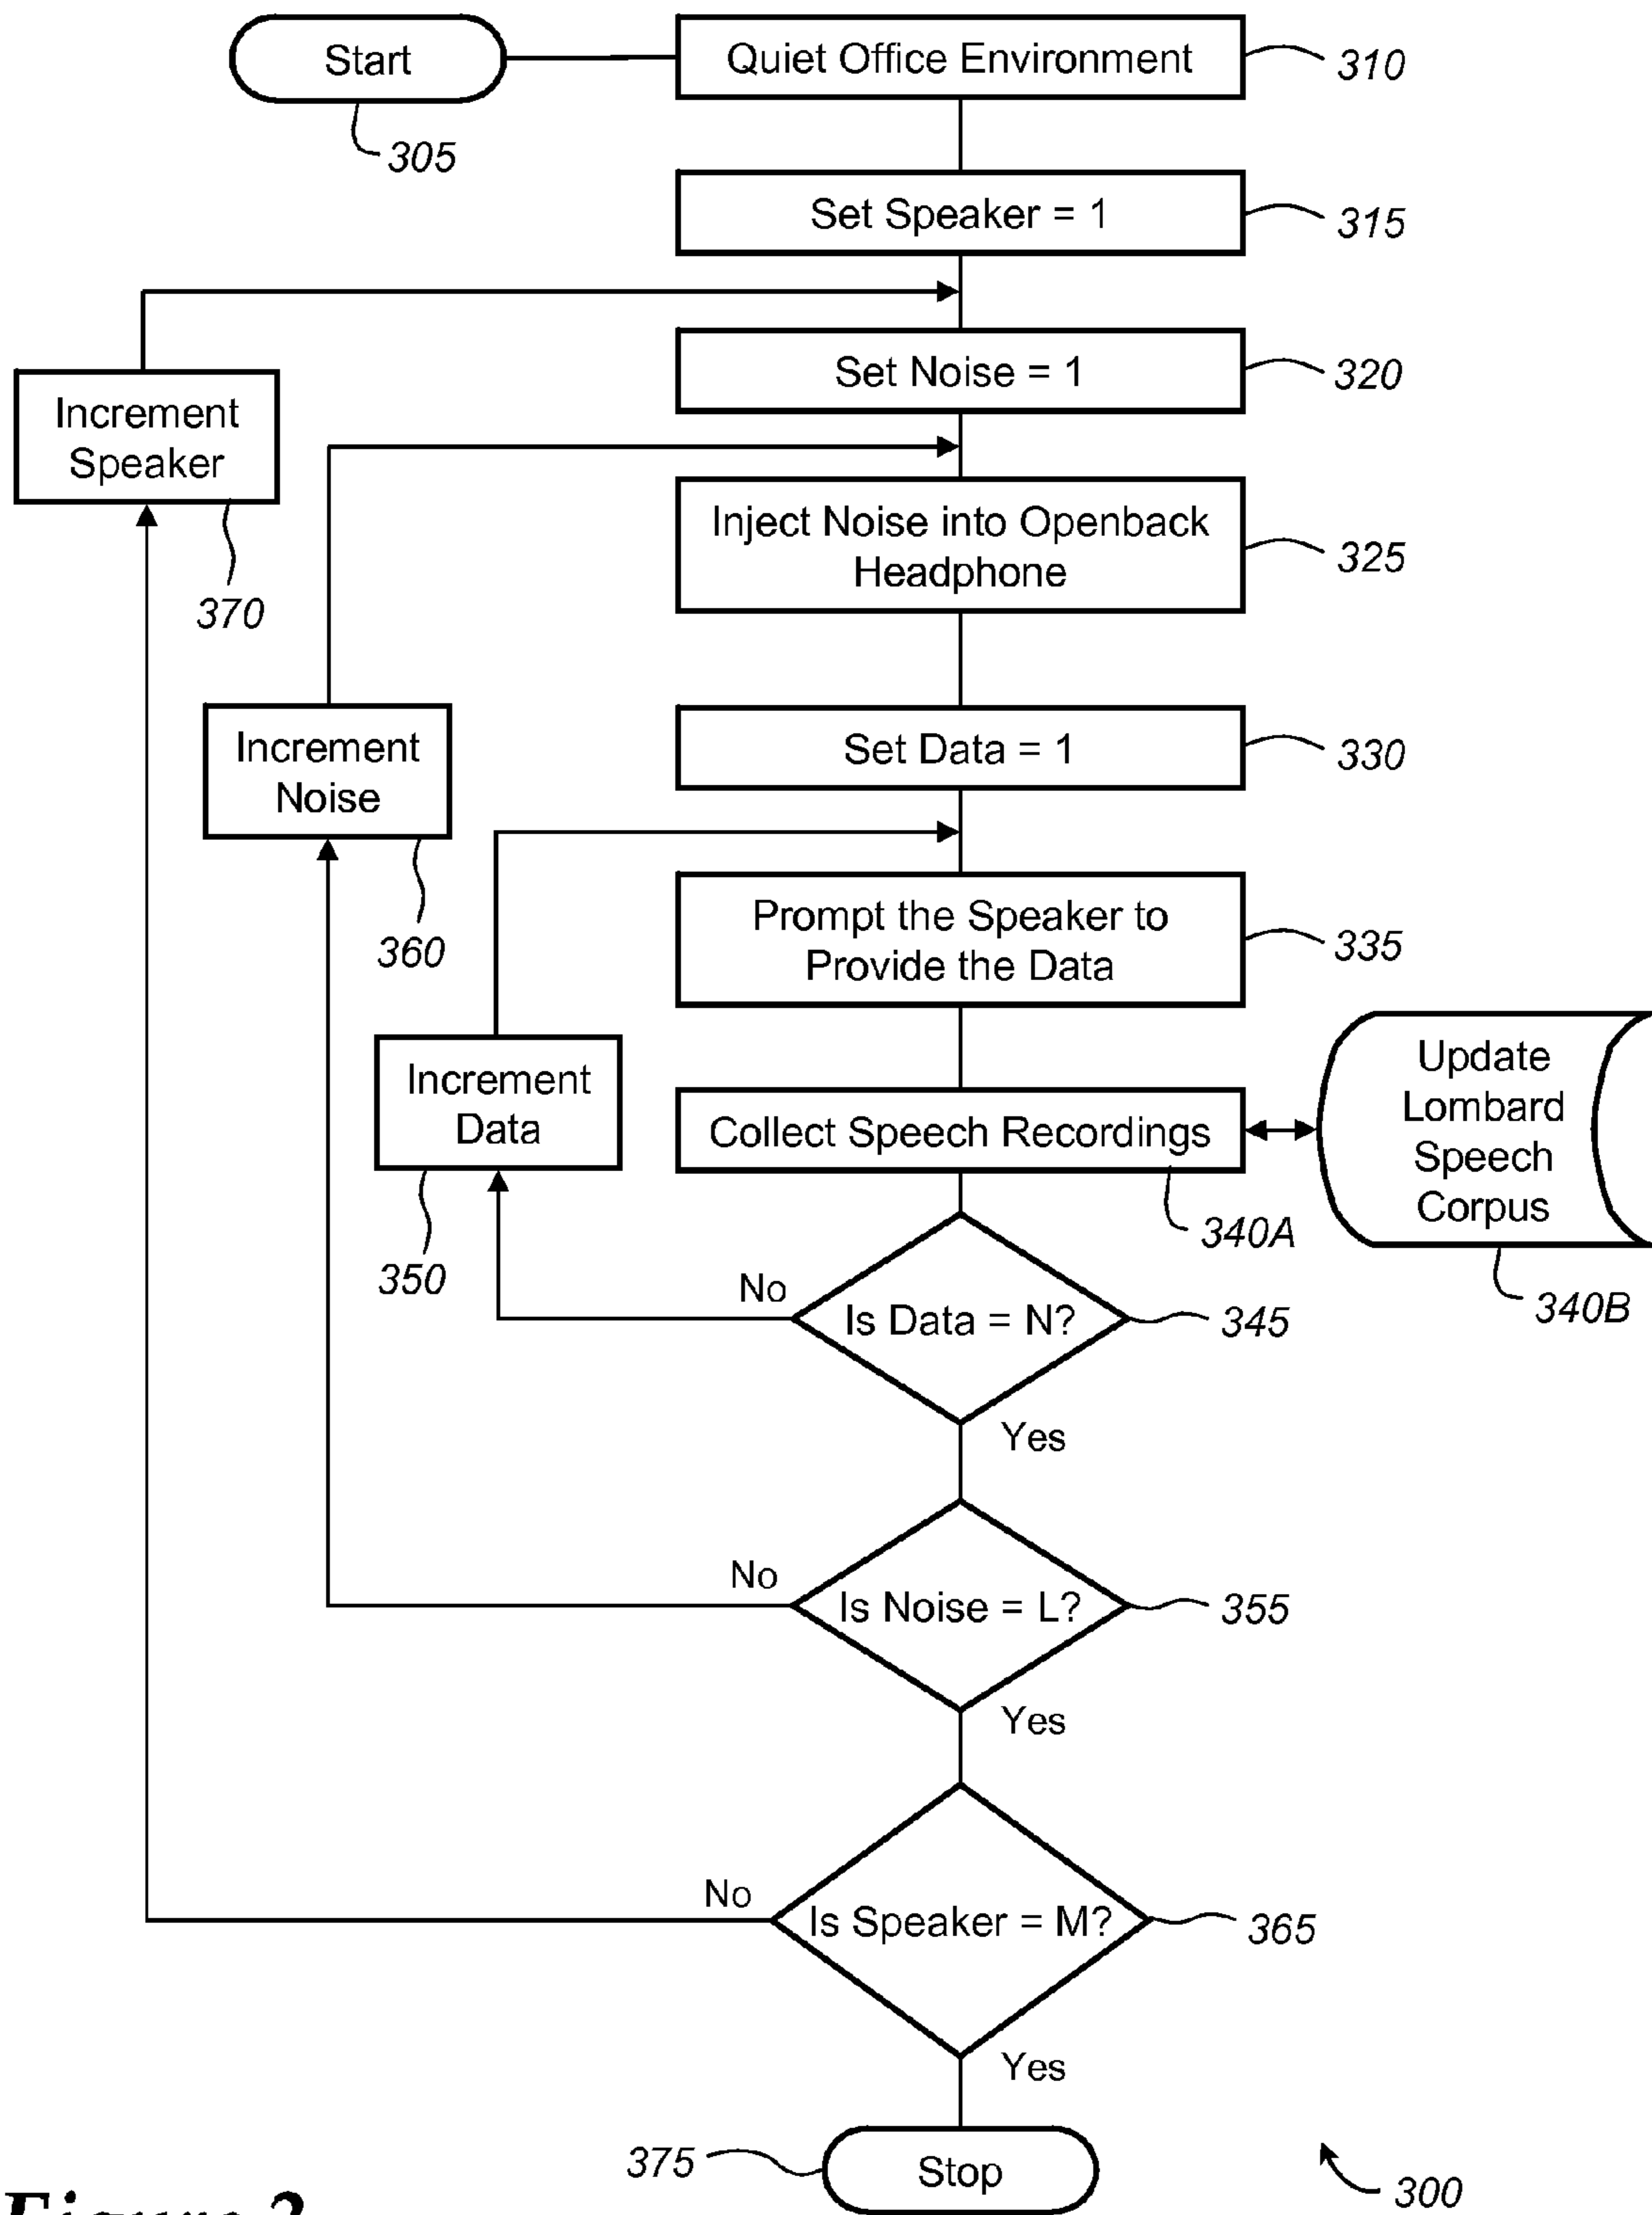 Start
305
Quiet Office Environment
310
Set Speaker = 1
315
Set Noise = 1
320
Increment
Speaker
370
Inject Noise into Openback
Headphone
325
Increment
Noise
360
Set Data = 1
330
Prompt the Speaker to
Provide the Data
335
Increment
Data
350
Collect Speech Recordings
340A
Update
Lombard
Speech
Corpus
340B
No
Is Data = N?
345
Yes
No
Is Noise = L?
355
Yes
No
Is Speaker = M?
365
Yes
375
Stop
300